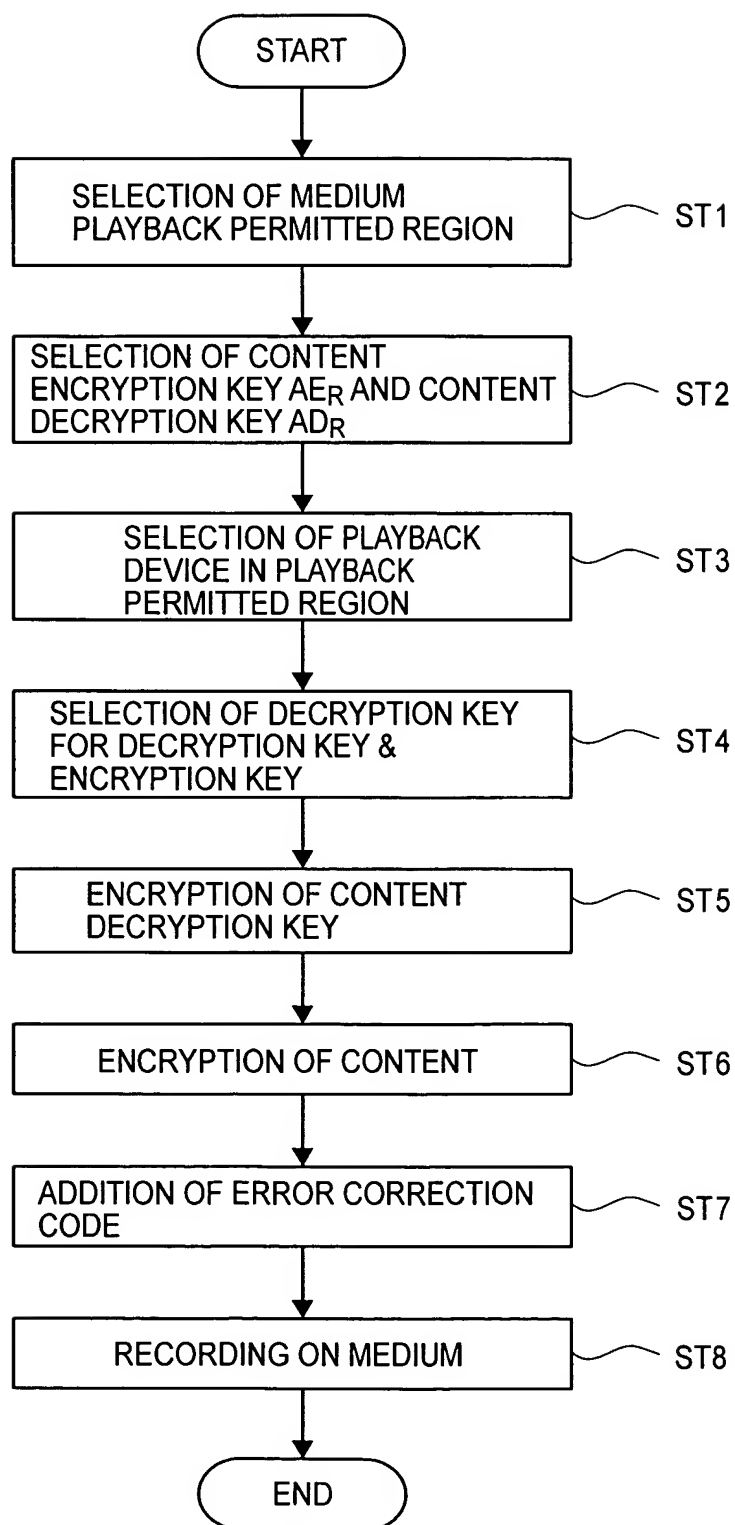 START
SELECTION OF MEDIUM
PLAYBACK PERMITTED REGION
ST1
SELECTION OF CONTENT
ENCRYPTION KEY AER AND CONTENT
DECRYPTION KEY ADR
ST2
SELECTION OF PLAYBACK
DEVICE IN PLAYBACK
PERMITTED REGION
ST3
SELECTION OF DECRYPTION KEY
FOR DECRYPTION KEY &
ENCRYPTION KEY
ST4
ENCRYPTION OF CONTENT
DECRYPTION KEY
ST5
ENCRYPTION OF CONTENT
ST6
ADDITION OF ERROR CORRECTION
CODE
ST7
RECORDING ON MEDIUM
ST8
END